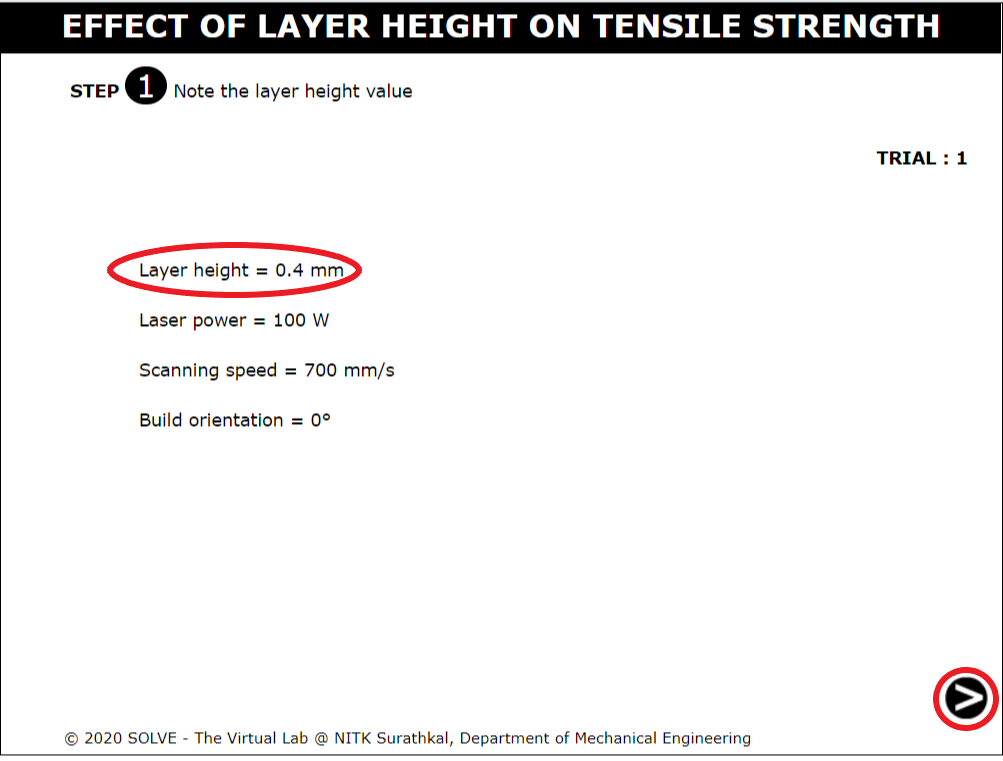 EFFECT OF LAYER HEIGHT ON TENSILE STRENGTH
STEP 1 Note the layer height value
TRIAL : 1
Layer height = 0.4 mm
Laser power = 100 W
Scanning speed = 700 mm/s
Build orientation = 0°
>
© 2020 SOLVE - The Virtual Lab @ NITK Surathkal, Department of Mechanical Engineering